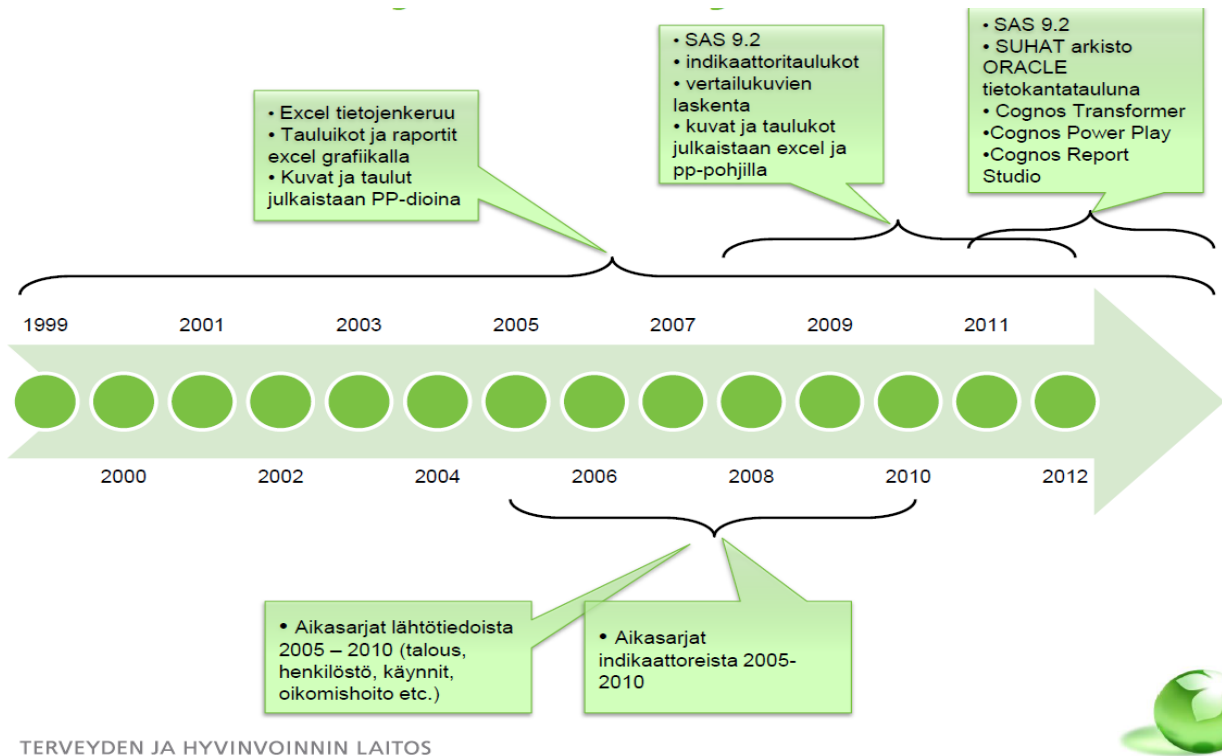 • SAS 9.2
• indikaattoritaulukot
• vertailukuvien
laskenta
• kuvat ja taulukot
julkaistaan excel ja
pp-pohjilla
• SAS 9.2
• SUHAT arkisto
ORACLE
tietokantatauluna
• Cognos Transformer
•Cognos Power Play
•Cognos Report
Studio
• Excel tietojenkeruu
• Tauluikot ja raportit
excel grafiikalla
• Kuvat ja taulut
julkaistaan PP-dioina
1999 2001 2003 2005 2007 2009 2011
2000 2002 2004 2006 2008 2010 2012
• Aikasarjat lähtötiedoista
2005 – 2010 (talous,
henkilöstö, käynnit,
oikomishoito etc.)
• Aikasarjat
indikaattoreista 2005-
2010
TERVEYDEN JA HYVINVOINNIN LAITOS